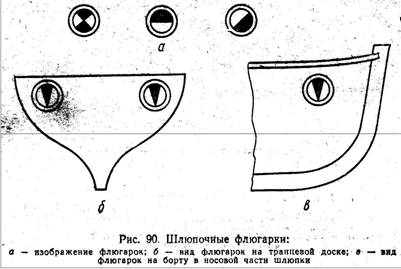 а
б
в
Рис. 90. Шлюпочные флюгарки:
а — изображение флюгарок; б — вид флюгарок на транцевой доске; в — вид
флюгарок на борту в носовой части шлюпки